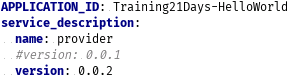 APPLICATION_ID: Training21Days-HelloWorld
service_description:
  name: provider
  #version: 0.0.1
  version: 0.0.2